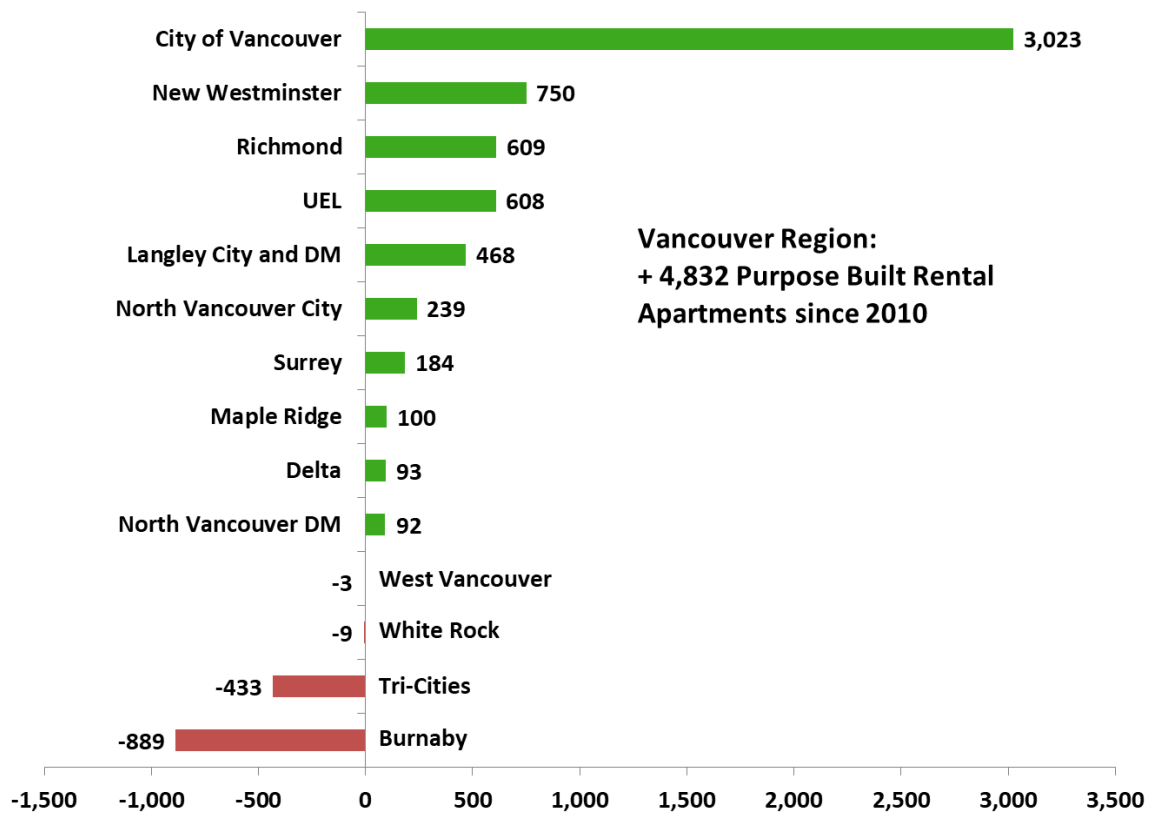 City of Vancouver 3,023
New Westminster 750
Richmond 609
UEL 608
Langley City and DM 468
Vancouver Region:
+ 4,832 Purpose Built Rental
Apartments since 2010
North Vancouver City 239
Surrey 184
Maple Ridge 100
Delta 93
North Vancouver DM 92
-3 West Vancouver
-9 White Rock
-433 Tri-Cities
-889 Burnaby
-1,500 -1,000 -500 0 500 1,000 1,500 2,000 2,500 3,000 3,500